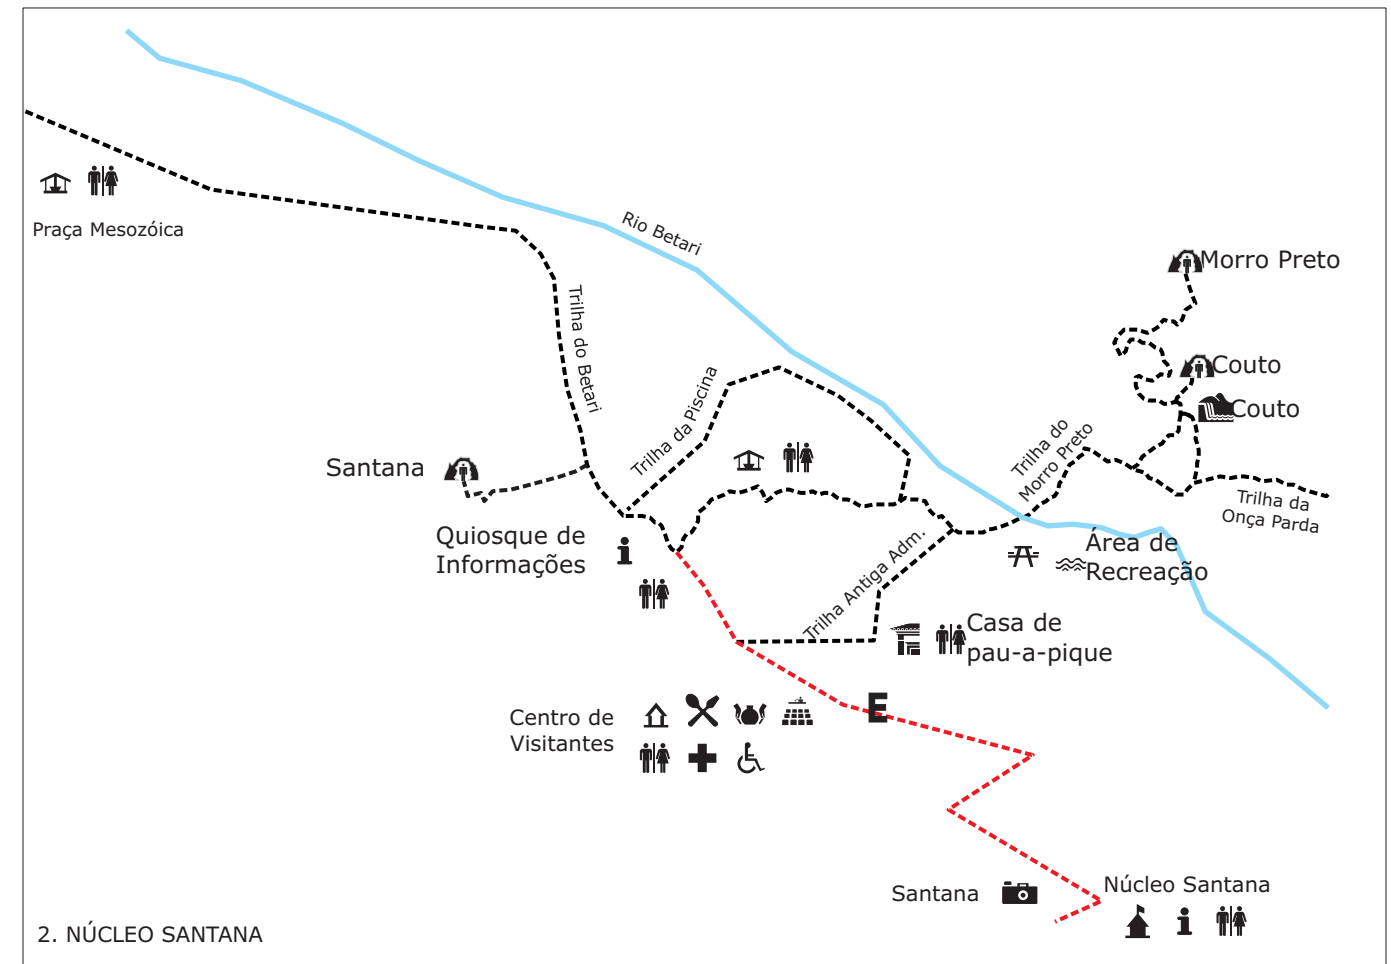 Rio Betari
Praça Mesozóica
Morro Preto
Trilha do Betari
Couto
Trilha da Piscina
Couto
Trilha do
Morro Preto
Santana
Trilha da
Onça Parda
Quiosque de
Informações
i
Trilha Antiga Adm.
Área de
Recreação
Casa de
pau-a-pique
Centro de
Visitantes
E
Santana
Núcleo Santana
i
2. NÚCLEO SANTANA